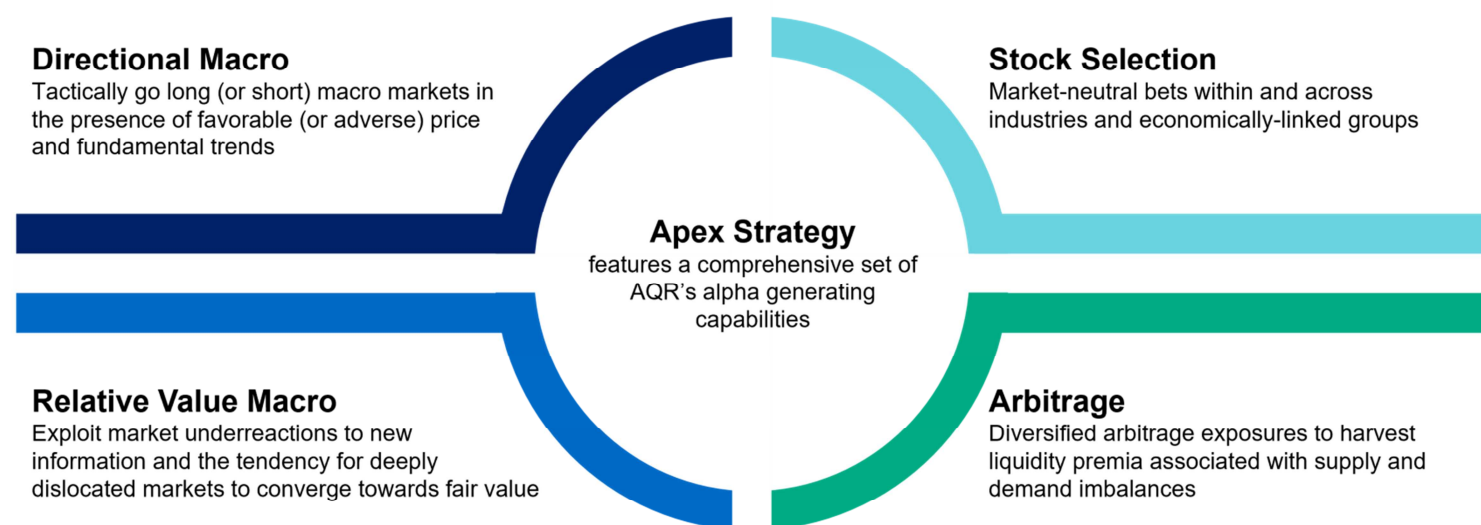 Directional Macro
Tactically go long (or short) macro markets in
the presence of favorable (or adverse) price
and fundamental trends
Stock Selection
Market-neutral bets within and across
industries and economically-linked groups
Apex Strategy
features a comprehensive set of
AQR's alpha generating
capabilities
Relative Value Macro
Exploit market underreactions to new
information and the tendency for deeply
dislocated markets to converge towards fair value
Arbitrage
Diversified arbitrage exposures to harvest
liquidity premia associated with supply and
demand imbalances